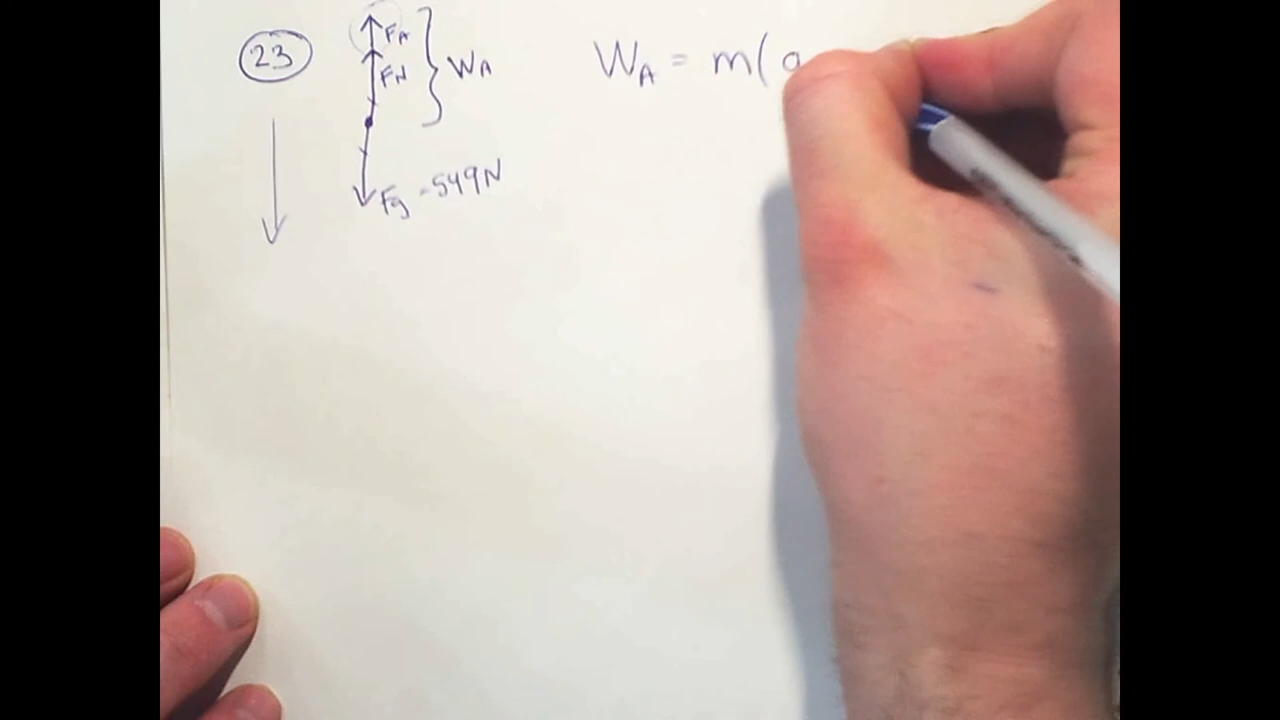 23
FA
FN
WA
Fg = 549N
WA = m( g